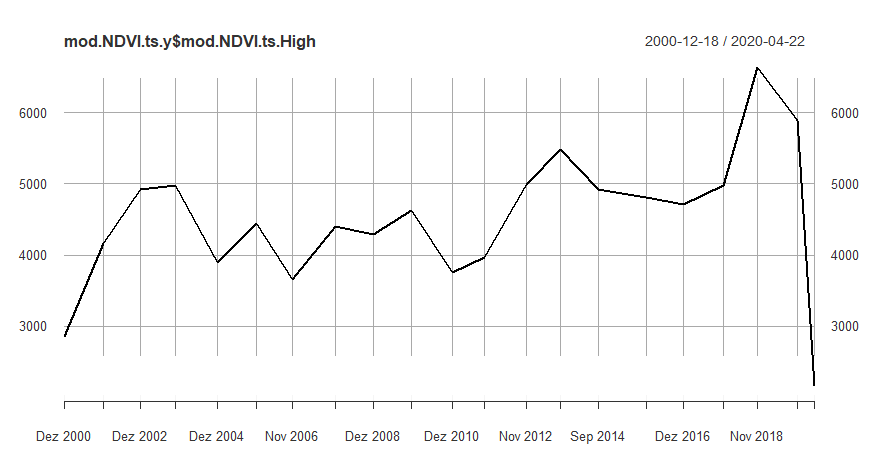 mod.NDVI.ts.y$mod.NDVI.ts.High 2000-12-18 / 2020-04-22
6000 6000
5000 5000
4000 4000
3000 3000
Dez 2000 Dez 2002 Dez 2004 Nov 2006 Dez 2008 Dez 2010 Nov 2012 Sep 2014 Dez 2016 Nov 2018